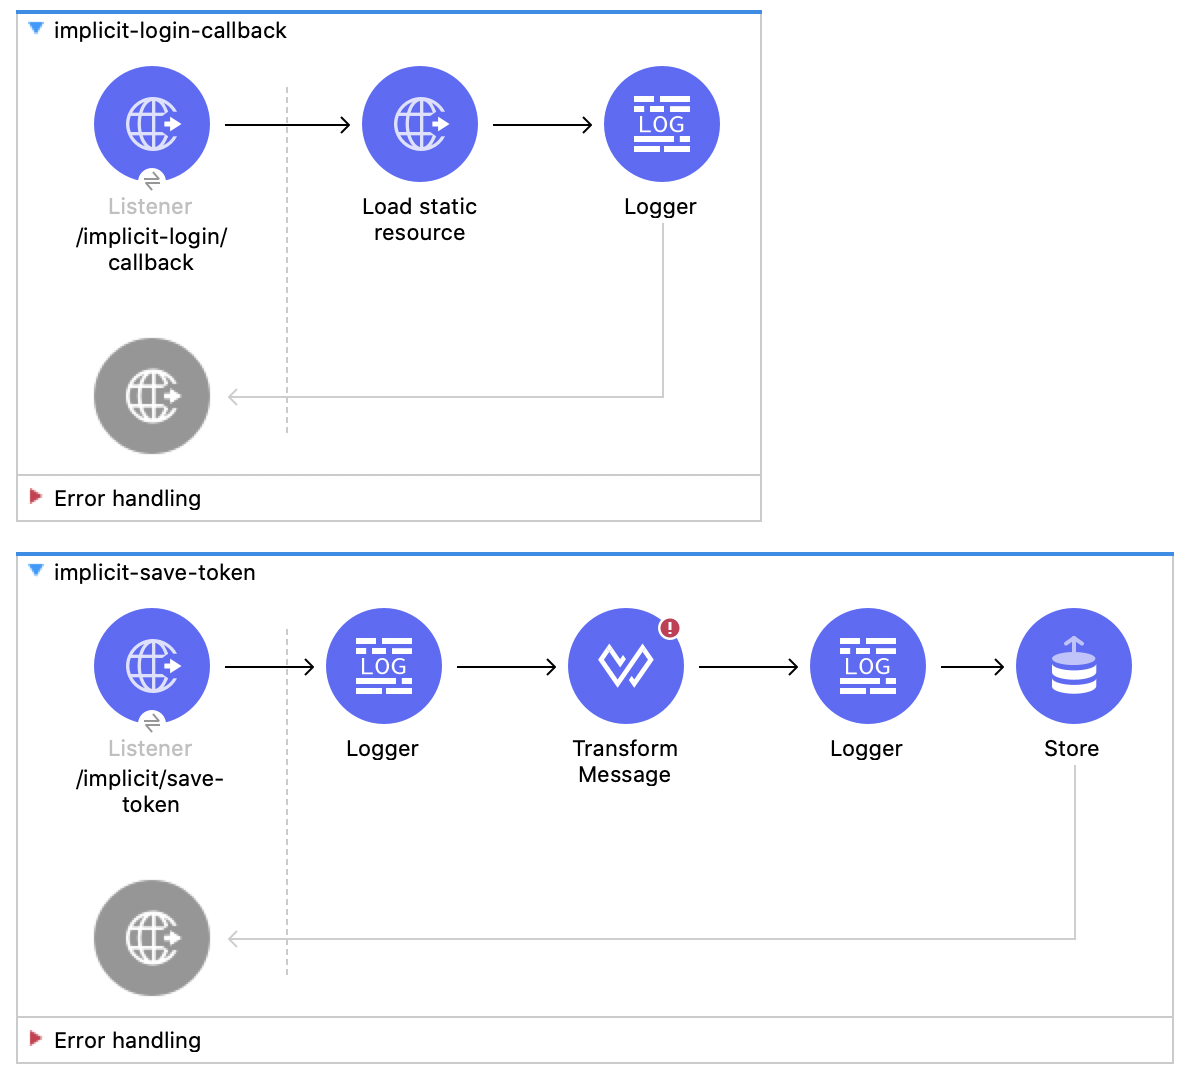 implicit-login-callback
LOG
Listener
Load static
Logger
/implicit-login/
resource
callback
Error handling
implicit-save-token
LOG
LOG
Listener
Logger
Transform
Logger
Store
/implicit/save-
Message
token
Error handling